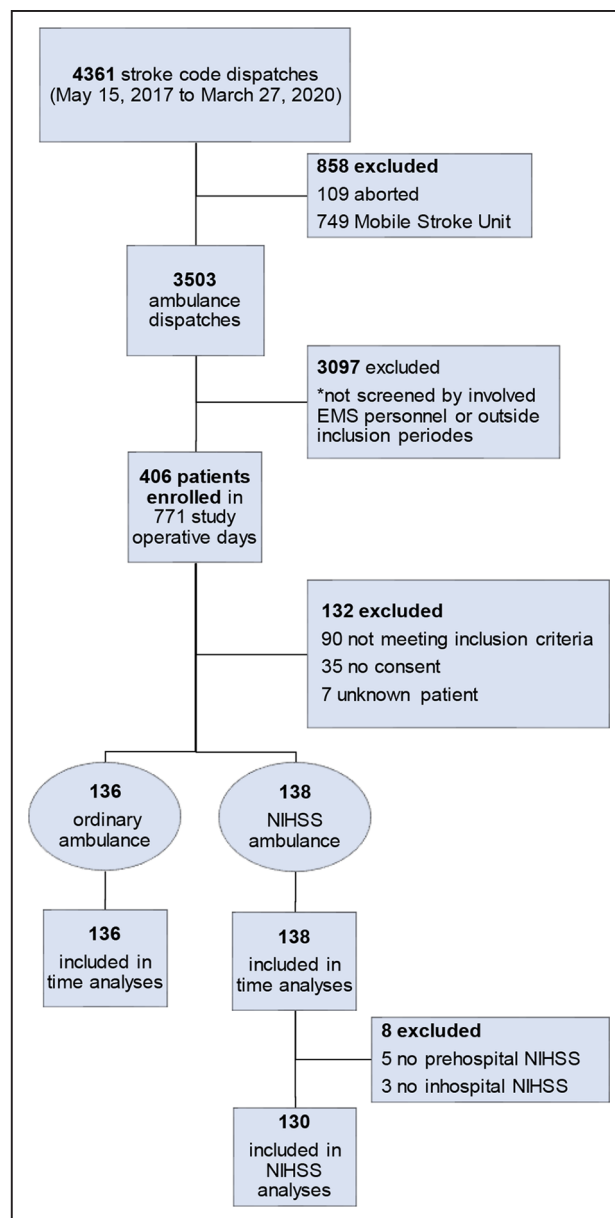 4361 stroke code dispatches
(May 15, 2017 to March 27, 2020)
858 excluded
109 aborted
749 Mobile Stroke Unit
3503
ambulance
dispatches
3097 excluded
*not screened by involved
EMS personnel or outside
inclusion periodes
406 patients
enrolled in
771 study
operative days
132 excluded
90 not meeting inclusion criteria
35 no consent
7 unknown patient
136
ordinary
ambulance
138
NIHSS
ambulance
136
included in
time analyses
138
included in
time analyses
8 excluded
5 no prehospital NIHSS
3 no inhospital NIHSS
130
included in
NIHSS
analyses